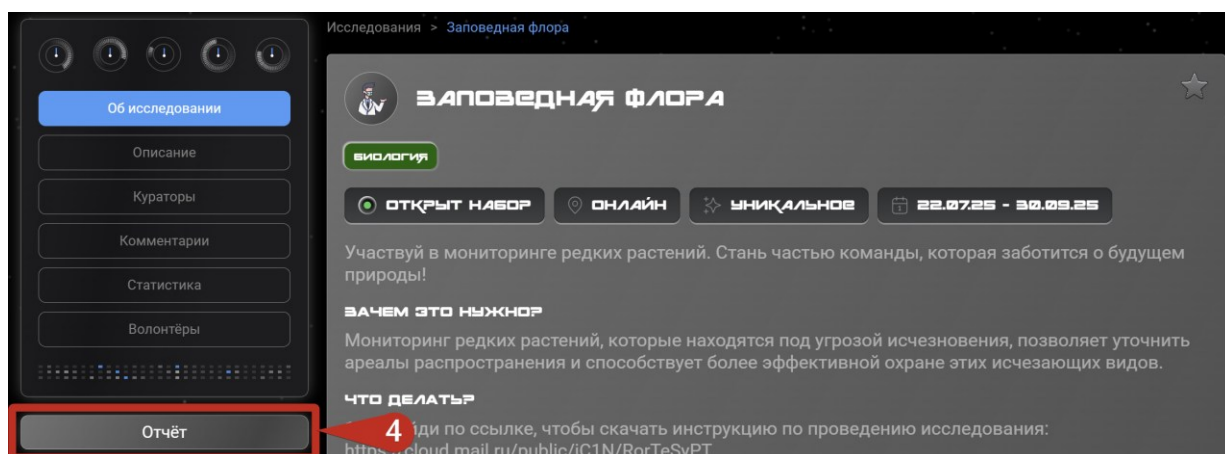 Исследования > Заповедная флора
Об исследовании
Описание
Кураторы
Комментарии
Статистика
Волонтёры
Отчёт
4
ЗАПОВЕДНАЯ ФЛОРА
БИОЛОГИЯ
ОТКРЫТ НАБОР
ОНЛАЙН
УНИКАЛЬНОЕ
22.07.25 - 30.09.25
Участвуй в мониторинге редких растений. Стань частью команды, которая заботится о будущем
природы!
ЗАЧЕМ ЭТО НУЖНО?
Мониторинг редких растений, которые находятся под угрозой исчезновения, позволяет уточнить
ареалы распространения и способствует более эффективной охране этих исчезающих видов.
ЧТО ДЕЛАТЬ?
по ссылке, чтобы скачать инструкцию по проведению исследования: